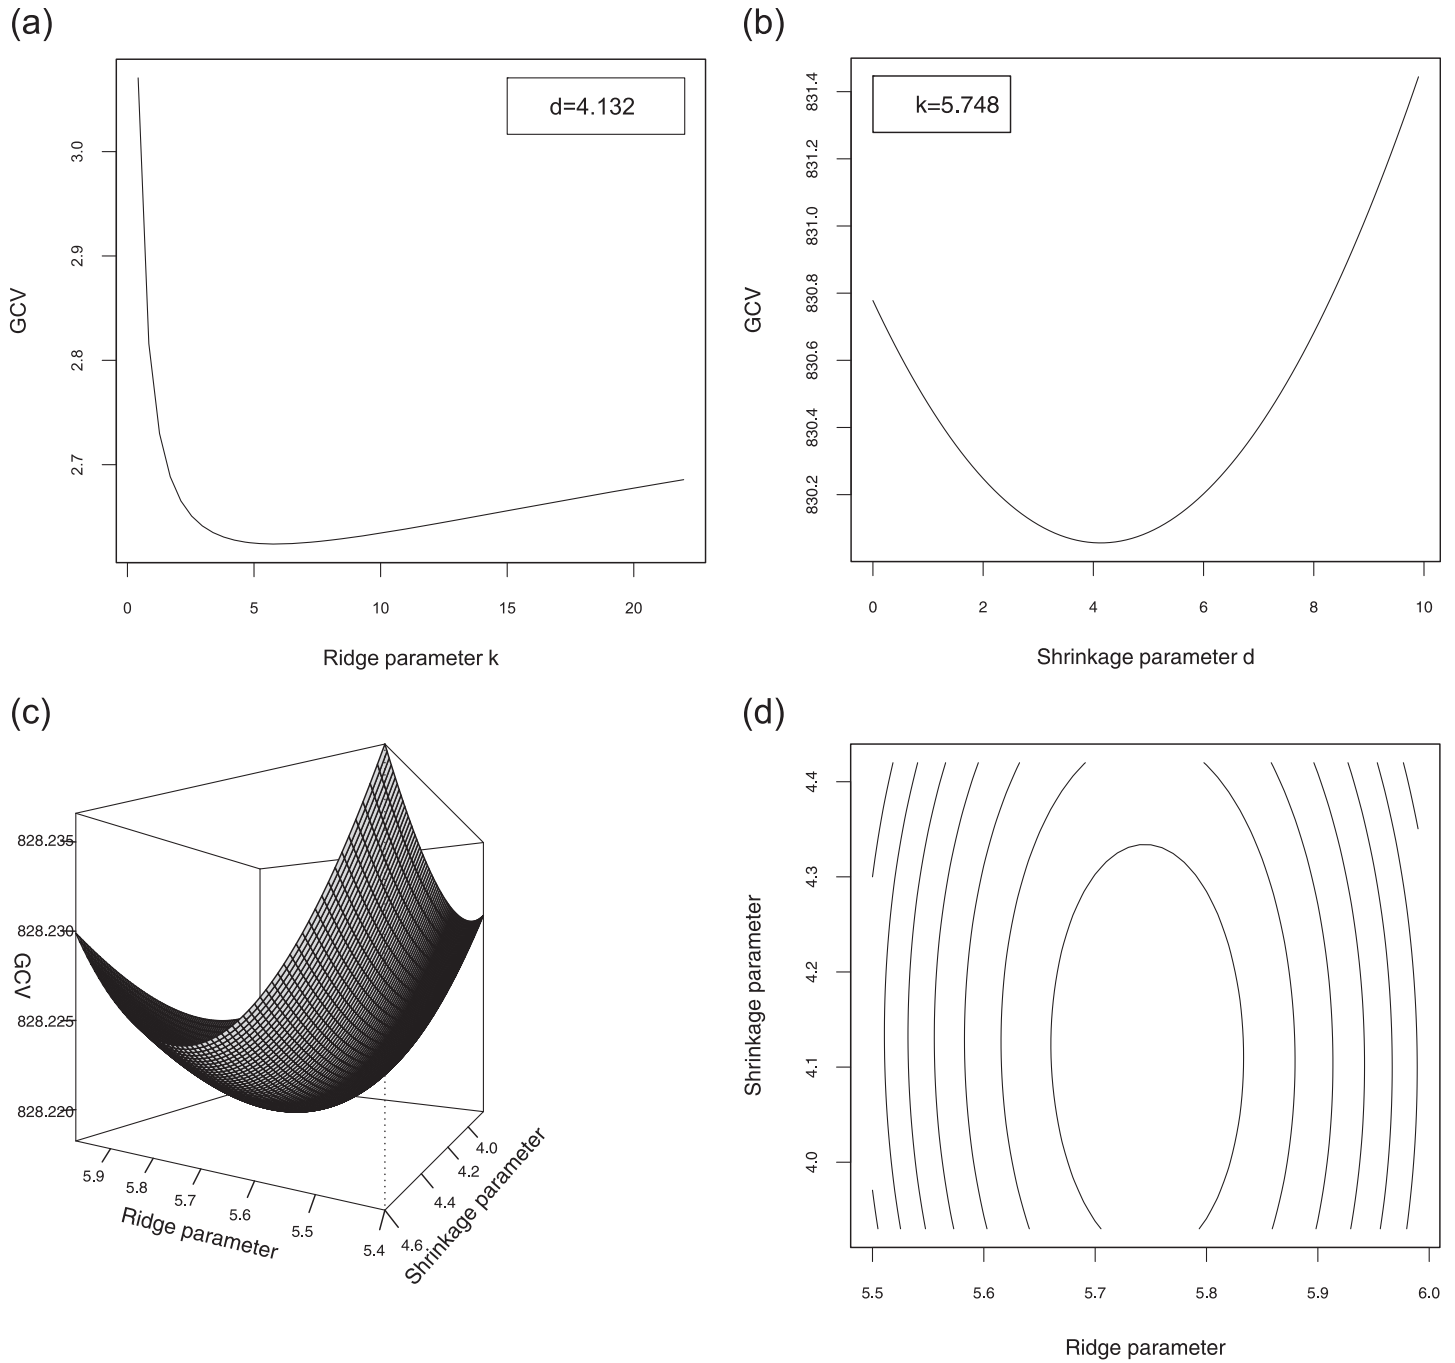 (a)
d=4.132
GCV
3.0
2.9
2.8
2.7
0 5 10 15 20
Ridge parameter k
(b)
k=5.748
GCV
831.4
831.2
831.0
830.8
830.6
830.4
830.2
0 2 4 6 8 10
Shrinkage parameter d
(c)
828.235
828.230
828.225
828.220
GCV
5.9 5.8 5.7 5.6 5.5 5.4
Ridge parameter
4.0
4.2
4.4
4.6
Shrinkage parameter
(d)
Shrinkage parameter
4.4
4.3
4.2
4.1
4.0
5.5 5.6 5.7 5.8 5.9 6.0
Ridge parameter